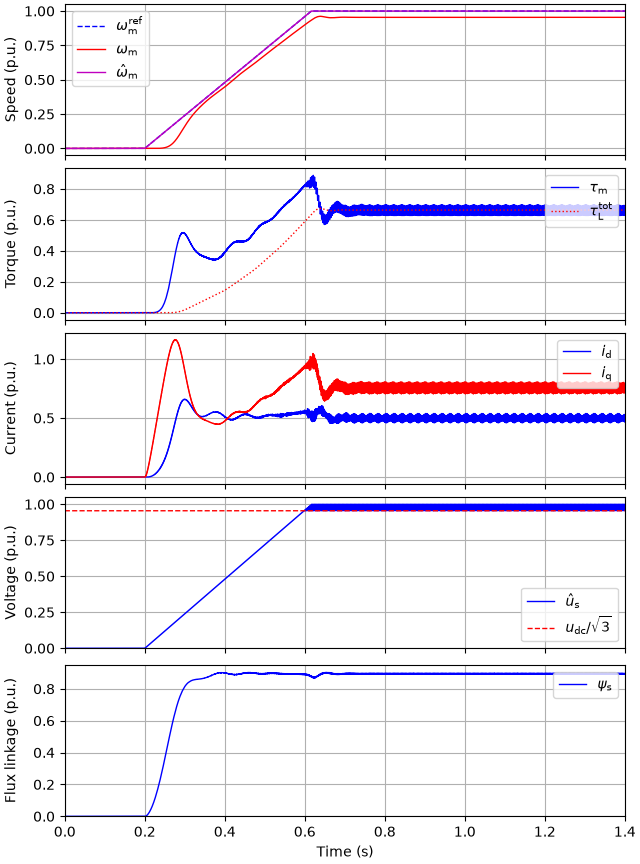 1.00
0.75
0.50
0.25
0.00
Speed (p.u.)
ω_m^ref
ω_m
ω̂_m
0.8
0.6
0.4
0.2
0.0
Torque (p.u.)
τ_m
τ_L^tot
1.0
0.5
0.0
Current (p.u.)
i_d
i_q
1.00
0.75
0.50
0.25
0.00
Voltage (p.u.)
û_s
u_dc/√3
0.8
0.6
0.4
0.2
0.0
Flux linkage (p.u.)
ψ_s
0.0 0.2 0.4 0.6 0.8 1.0 1.2 1.4
Time (s)